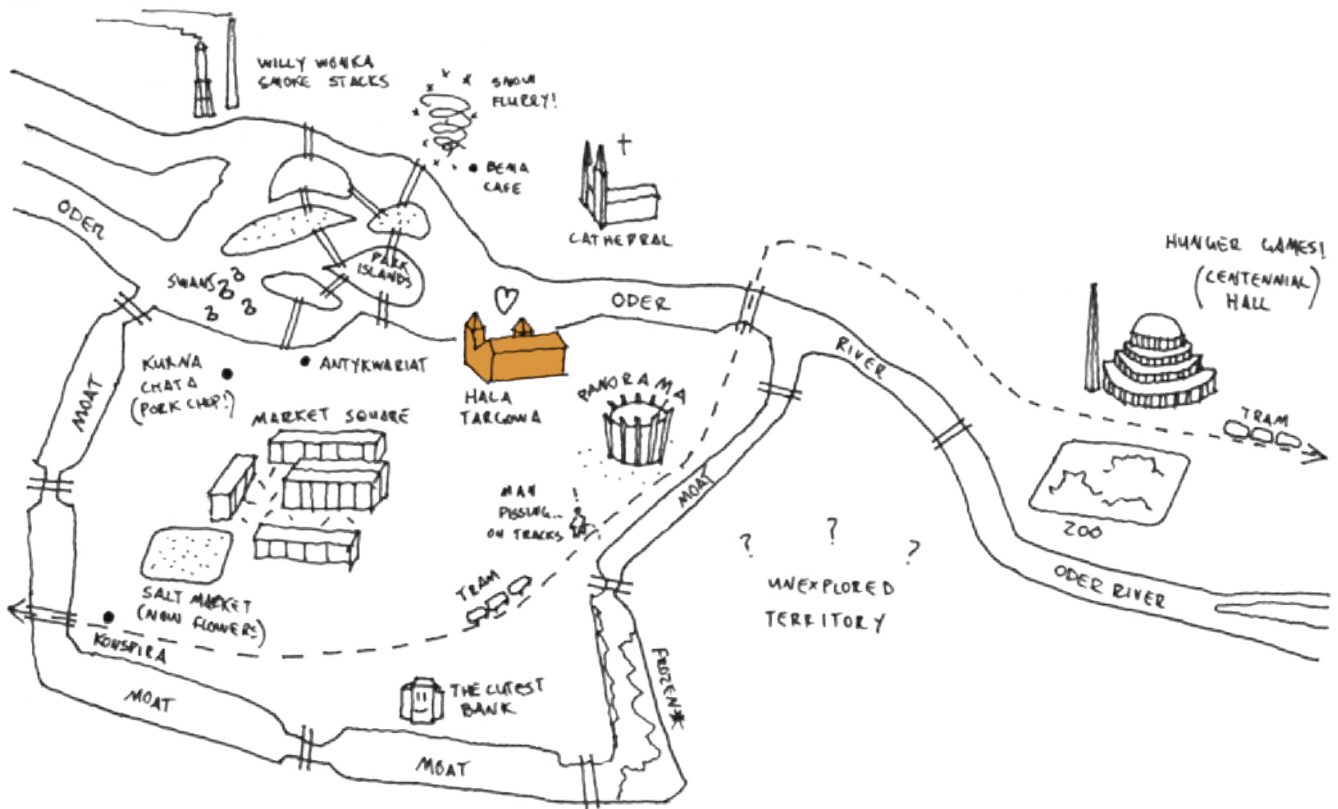 WILLY WONKA
SMOKE STACKS
SNOW
FLURRY!
BEMA
CAFE
CATHEDRAL
HUNGER GAMES!
(CENTENNIAL)
HALL
ODER
SWANS
PARK
ISLANDS
ODER
RIVER
KURNA
CHATA
(PORK CHOP!)
ANTYKWARIAT
HALA
TARGOWA
PANORAMA
MOAT
MARKET SQUARE
TRAM
MOAT
MAN
PISSING...
ON TRACKS
ZOO
? ? ?
UNEXPLORED
TERRITORY
ODER RIVER
TRAM
SALT MARKET
(NOW FLOWERS)
KONSPIRA
FROZEN*
MOAT
THE CUTEST
BANK
MOAT